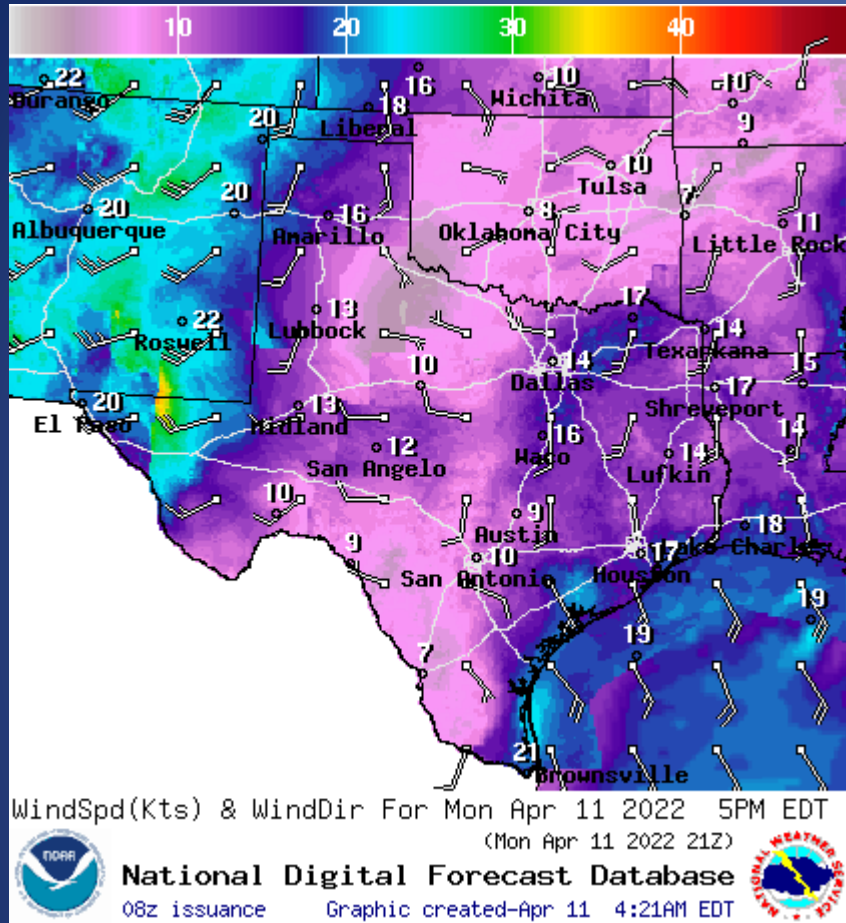 10 20 30 40
22 16 10 10
Durango Wichita
18
Liberal
20 9
10
Tulsa
20 20 16 8 7 11
Albuquerque Amarillo Oklahoma City Little Rock
22 13 17 14
Roswell Lubbock Texarkana
10 14 15
Dallas 17
20 13 Shreveport
El Paso Midland
12 16 14 14
San Angelo Waco Lufkin
10 9 18
Austin Lake Charles
9 10 17
San Antonio Houston
19
19
7
21
Brownsville
WindSpd(Kts) & WindDir For Mon Apr 11 2022 5PM EDT
(Mon Apr 11 2022 21Z)
NOAA
National Digital Forecast Database
08z issuance Graphic created-Apr 11 4:21AM EDT
NATIONAL WEATHER SERVICE